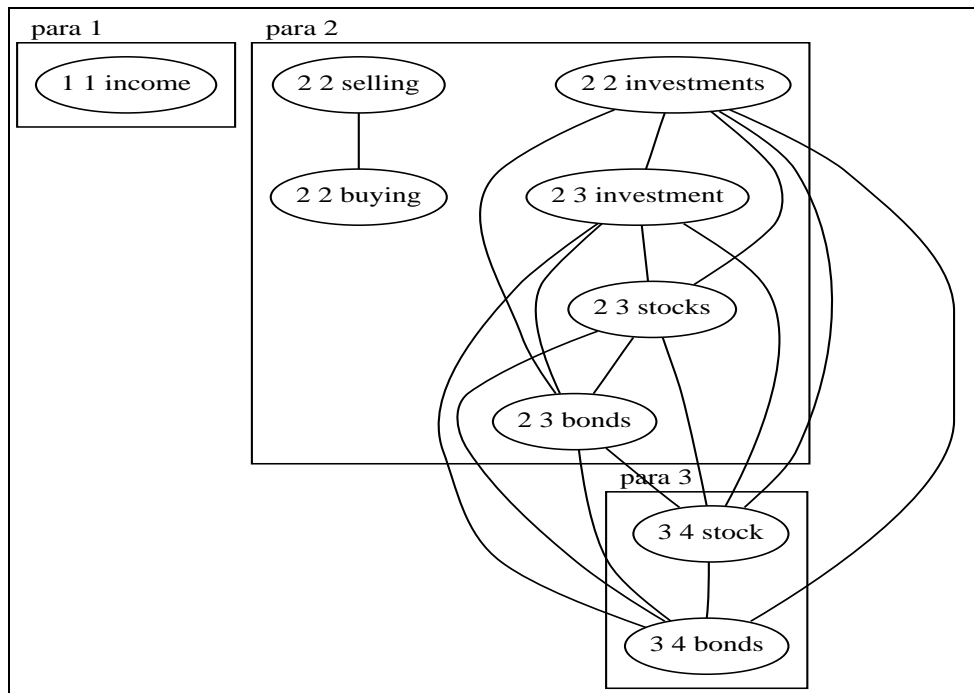 para 1
para 2
1 1 income
2 2 selling
2 2 investments
2 2 buying
2 3 investment
2 3 stocks
2 3 bonds
para 3
3 4 stock
3 4 bonds